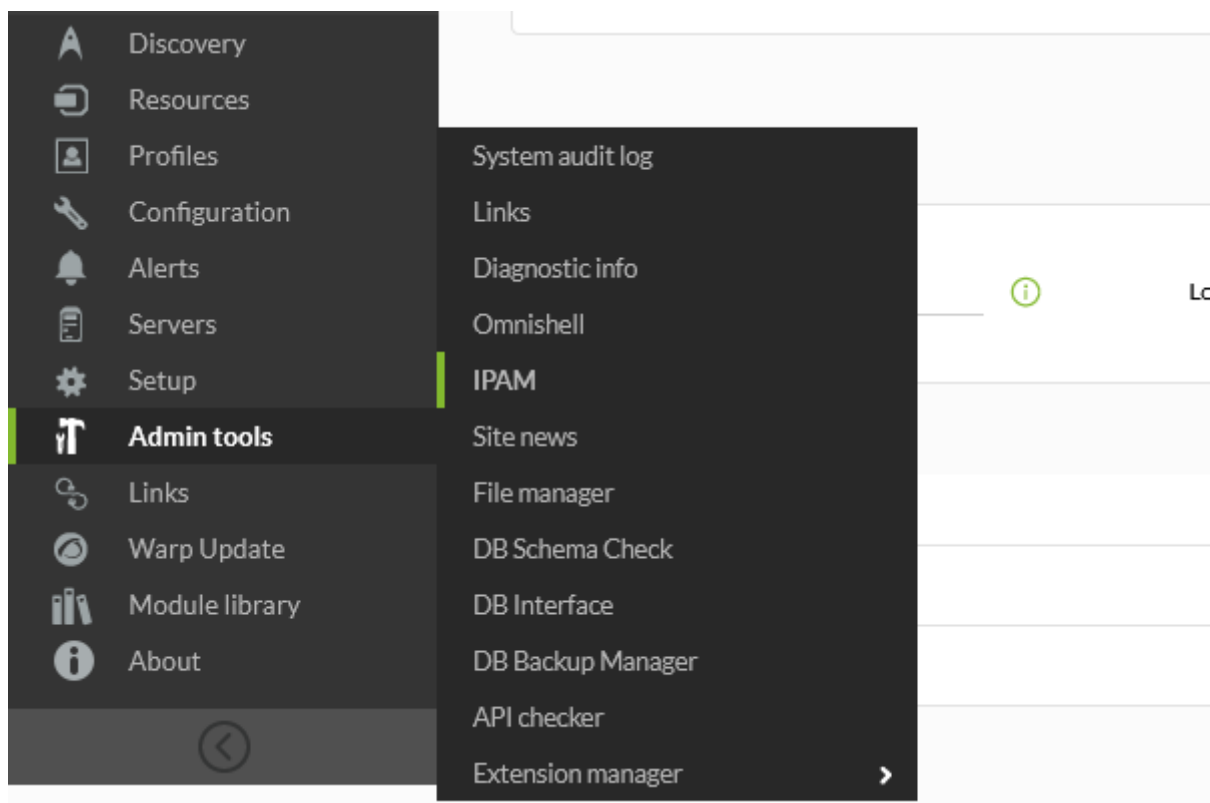 Discovery
Resources
Profiles
Configuration
Alerts
Servers
Setup
Admin tools
Links
Warp Update
Module library
About
System audit log
Links
Diagnostic info
Omnishell
IPAM
Site news
File manager
DB Schema Check
DB Interface
DB Backup Manager
API checker
Extension manager